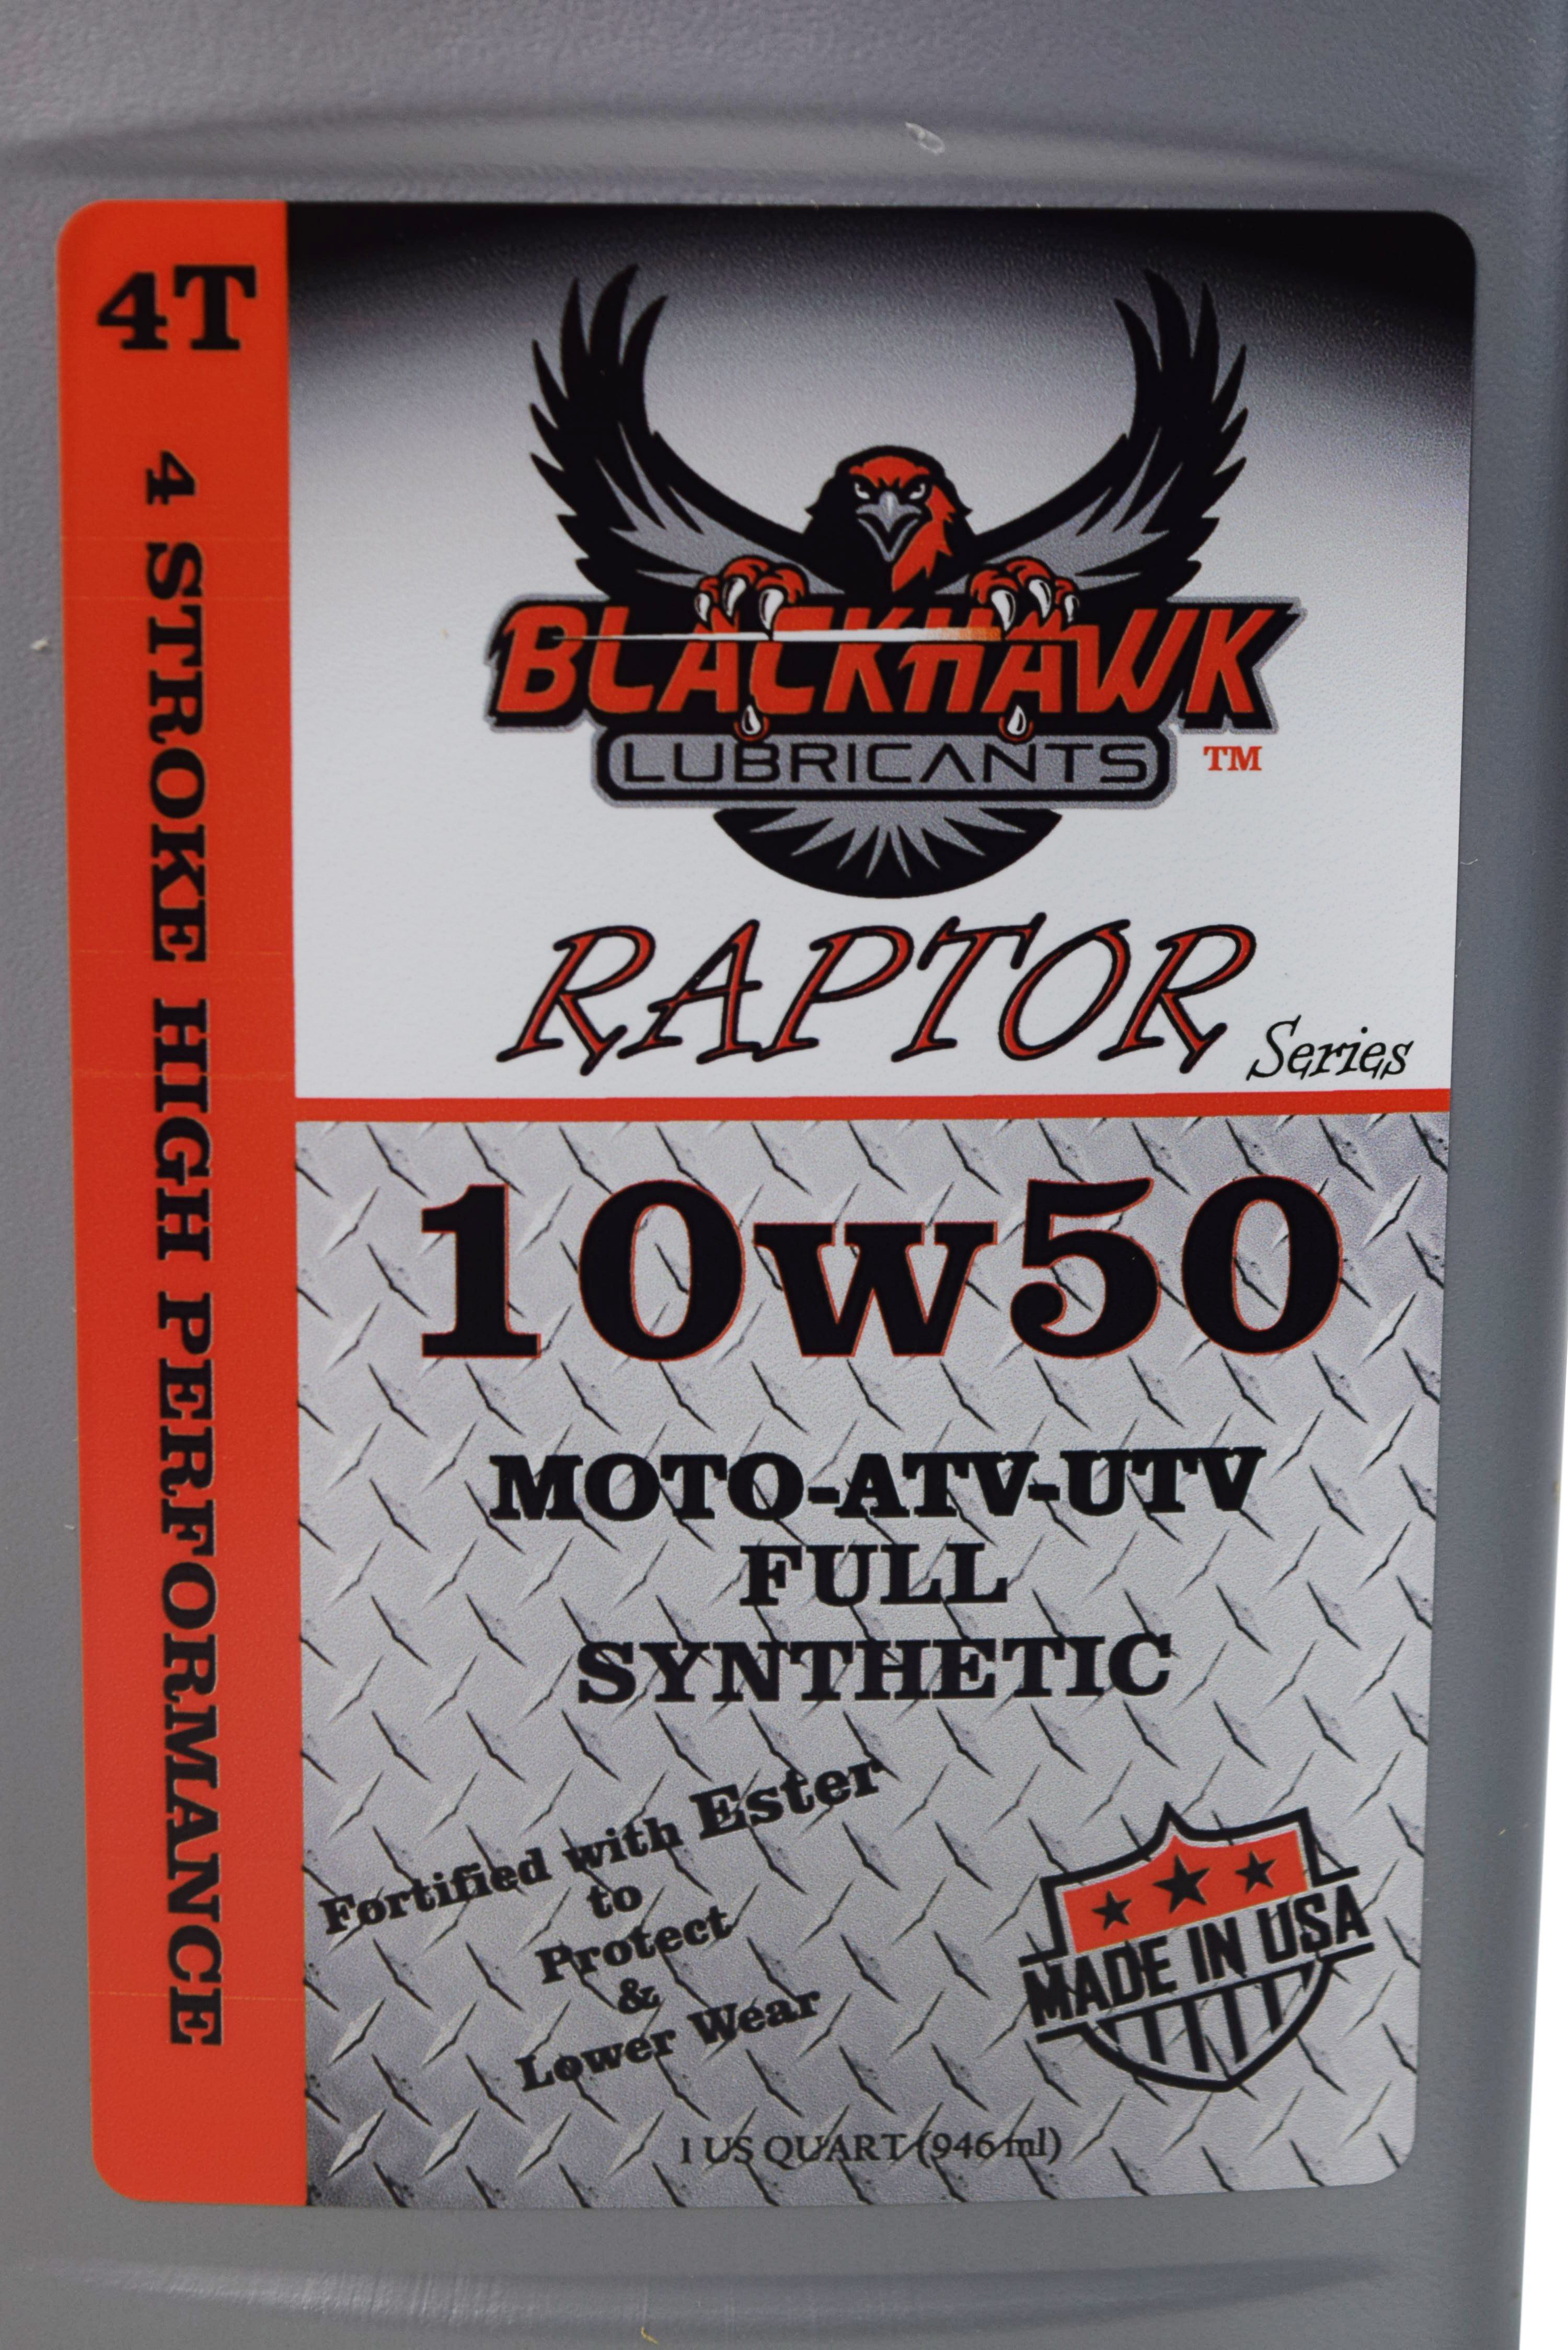 4T
4 STROKE HIGH PERFORMANCE
BLACKHAWK
LUBRICANTS
TM
RAPTOR Series
10w50
MOTO-ATV-UTV
FULL
SYNTHETIC
Fortified with Ester
to
Protect
&
Lower Wear
MADE IN USA
1 US QUART (946 ml)